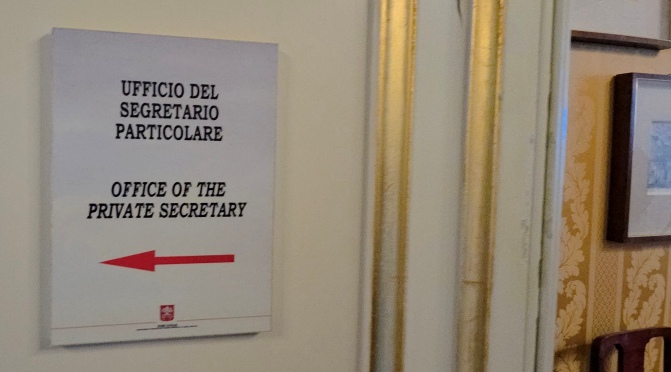 UFFICIO DEL
SEGRETARIO
PARTICOLARE
OFFICE OF THE
PRIVATE SECRETARY